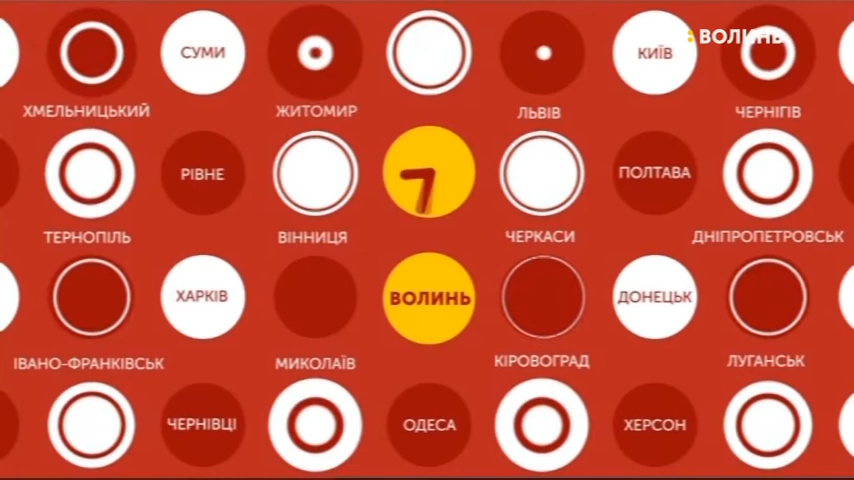 СУМИ
КИЇВ
ВОЛИНЬ
ХМЕЛЬНИЦЬКИЙ
ЖИТОМИР
ЛЬВІВ
ЧЕРНІГІВ
РІВНЕ
ПОЛТАВА
ТЕРНОПІЛЬ
ВІННИЦЯ
ЧЕРКАСИ
ДНІПРОПЕТРОВСЬК
ХАРКІВ
ВОЛИНЬ
ДОНЕЦЬК
ІВАНО-ФРАНКІВСЬК
МИКОЛАЇВ
КІРОВОГРАД
ЛУГАНСЬК
ЧЕРНІВЦІ
ОДЕСА
ХЕРСОН